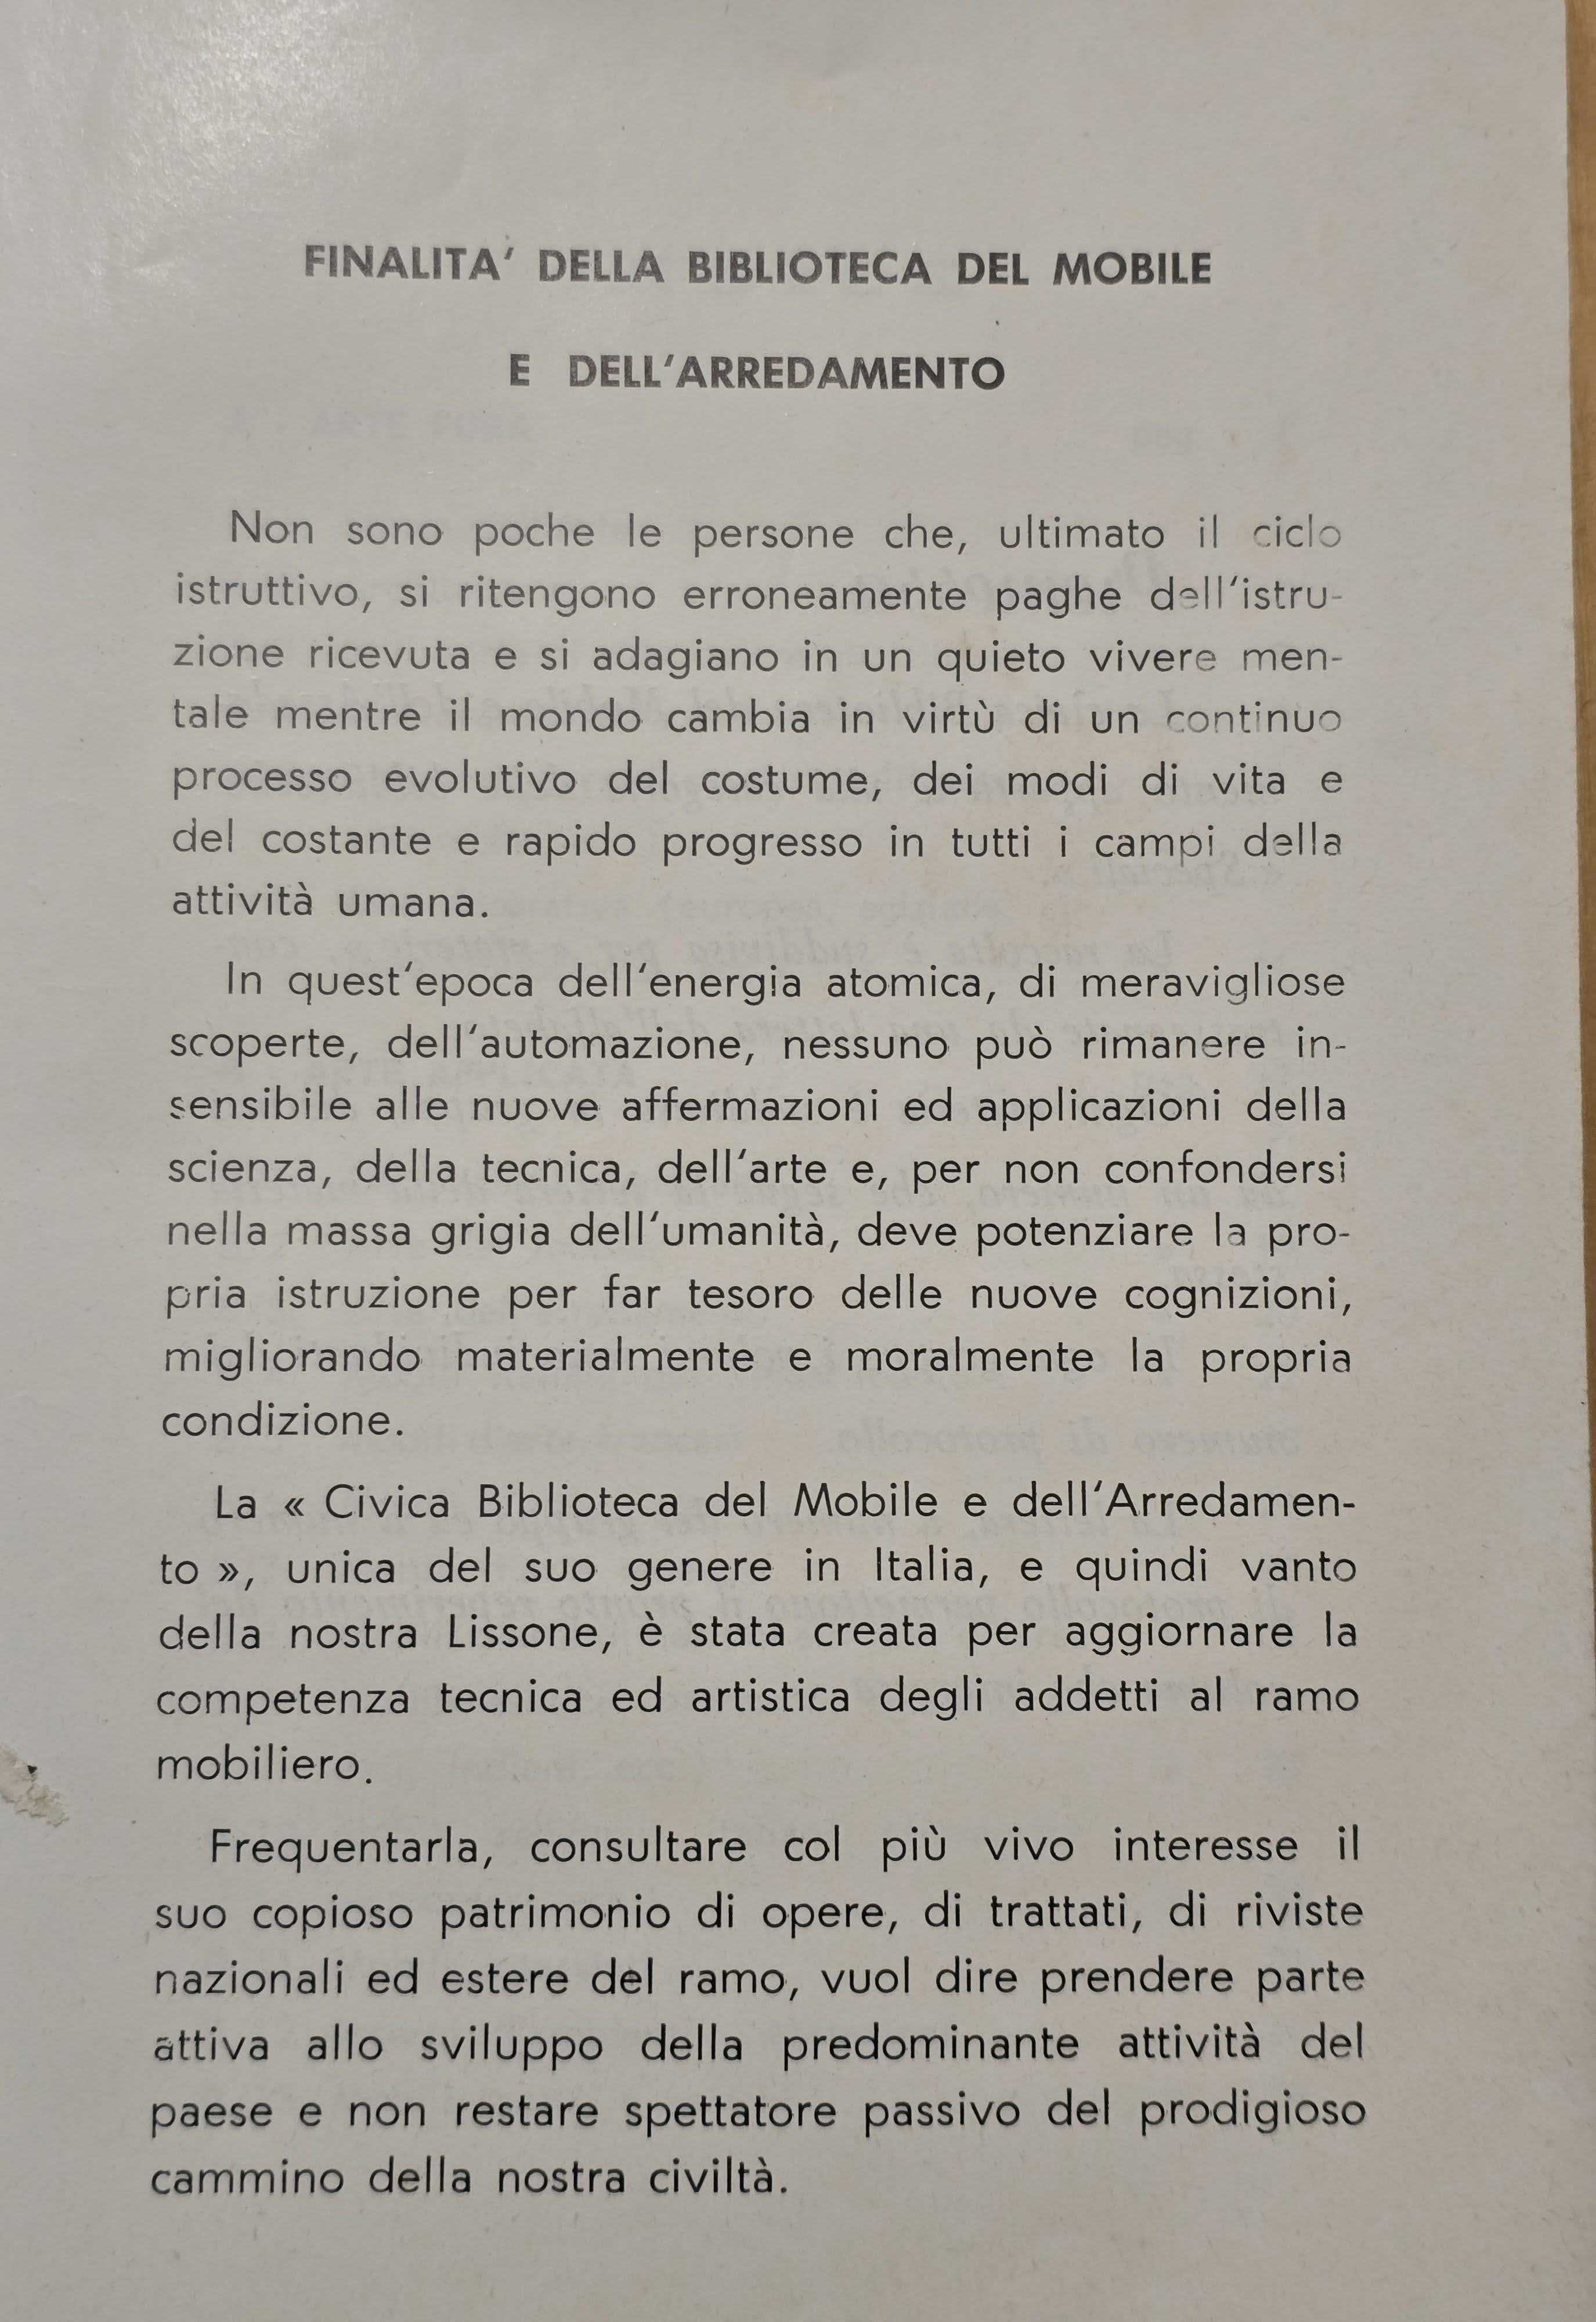 FINALITA' DELLA BIBLIOTECA DEL MOBILE
E DELL'ARREDAMENTO
Non sono poche le persone che, ultimato il ciclo
istruttivo, si ritengono erroneamente paghe dell'istru-
zione ricevuta e si adagiano in un quieto vivere men-
tale mentre il mondo cambia in virtù di un continuo
processo evolutivo del costume, dei modi di vita e
del costante e rapido progresso in tutti i campi della
attività umana.
In quest'epoca dell'energia atomica, di meravigliose
scoperte, dell'automazione, nessuno può rimanere in-
sensibile alle nuove affermazioni ed applicazioni della
scienza, della tecnica, dell'arte e, per non confondersi
nella massa grigia dell'umanità, deve potenziare la pro-
pria istruzione per far tesoro delle nuove cognizioni,
migliorando materialmente e moralmente la propria
condizione.
La « Civica Biblioteca del Mobile e dell'Arredamen-
to », unica del suo genere in Italia, e quindi vanto
della nostra Lissone, è stata creata per aggiornare la
competenza tecnica ed artistica degli addetti al ramo
mobiliero.
Frequentarla, consultare col più vivo interesse il
suo copioso patrimonio di opere, di trattati, di riviste
nazionali ed estere del ramo, vuol dire prendere parte
attiva allo sviluppo della predominante attività del
paese e non restare spettatore passivo del prodigioso
cammino della nostra civiltà.